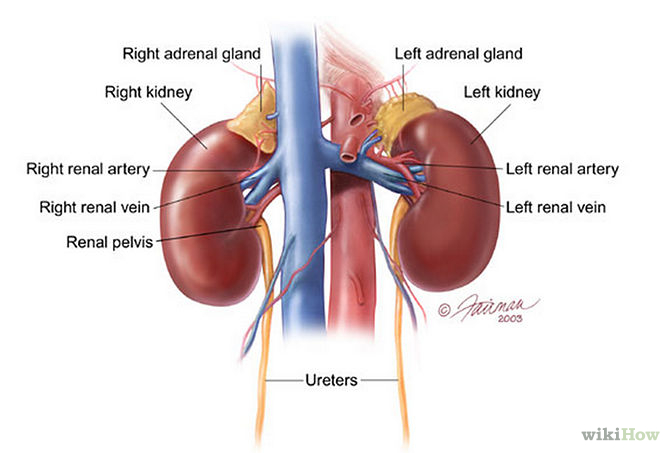 Right adrenal gland
Left adrenal gland
Right kidney
Left kidney
Right renal artery
Left renal artery
Right renal vein
Left renal vein
Renal pelvis
© Fairman
2003
Ureters
wikiHow